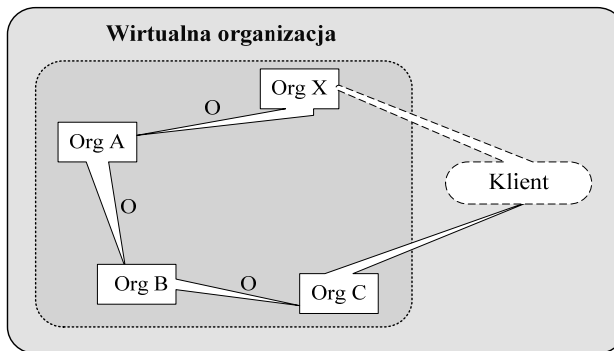 Wirtualna organizacja
Org X
O
Org A
Klient
O
Org B
O
Org C